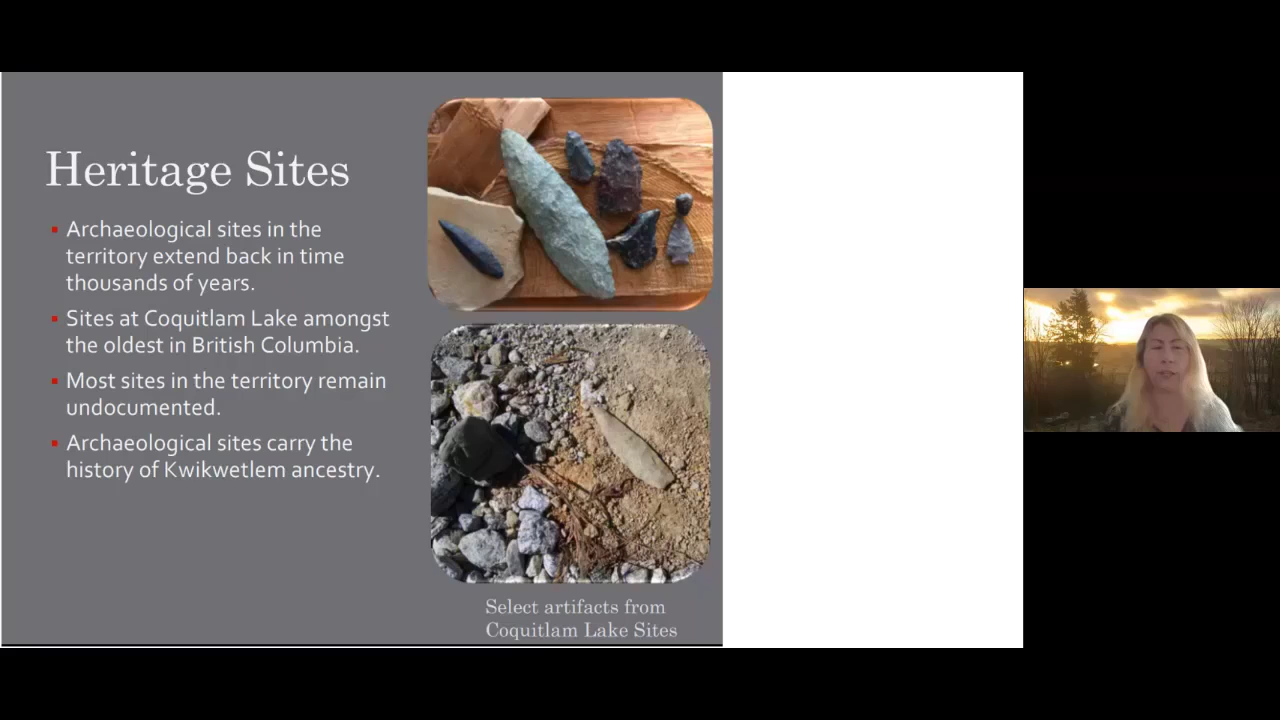 Heritage Sites
▪ Archaeological sites in the
territory extend back in time
thousands of years.
▪ Sites at Coquitlam Lake amongst
the oldest in British Columbia.
▪ Most sites in the territory remain
undocumented.
▪ Archaeological sites carry the
history of Kwikwetlem ancestry.
Select artifacts from
Coquitlam Lake Sites